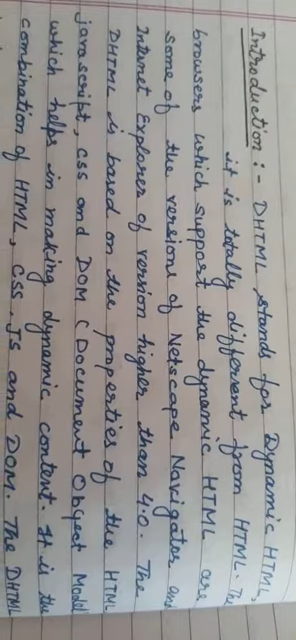 Introduction :- DHTML stands for Dynamic HTML,
it is totally different from HTML. The
browsers which support the dynamic HTML are
some of the versions of Netscape Navigator and
Internet Explorer of version higher than 4.0. The
DHTML is based on the properties of the HTML
javascript, css and DOM (Document Object Model
which helps in making dynamic content. It is the
combination of HTML, CSS, JS and DOM. The DHTML